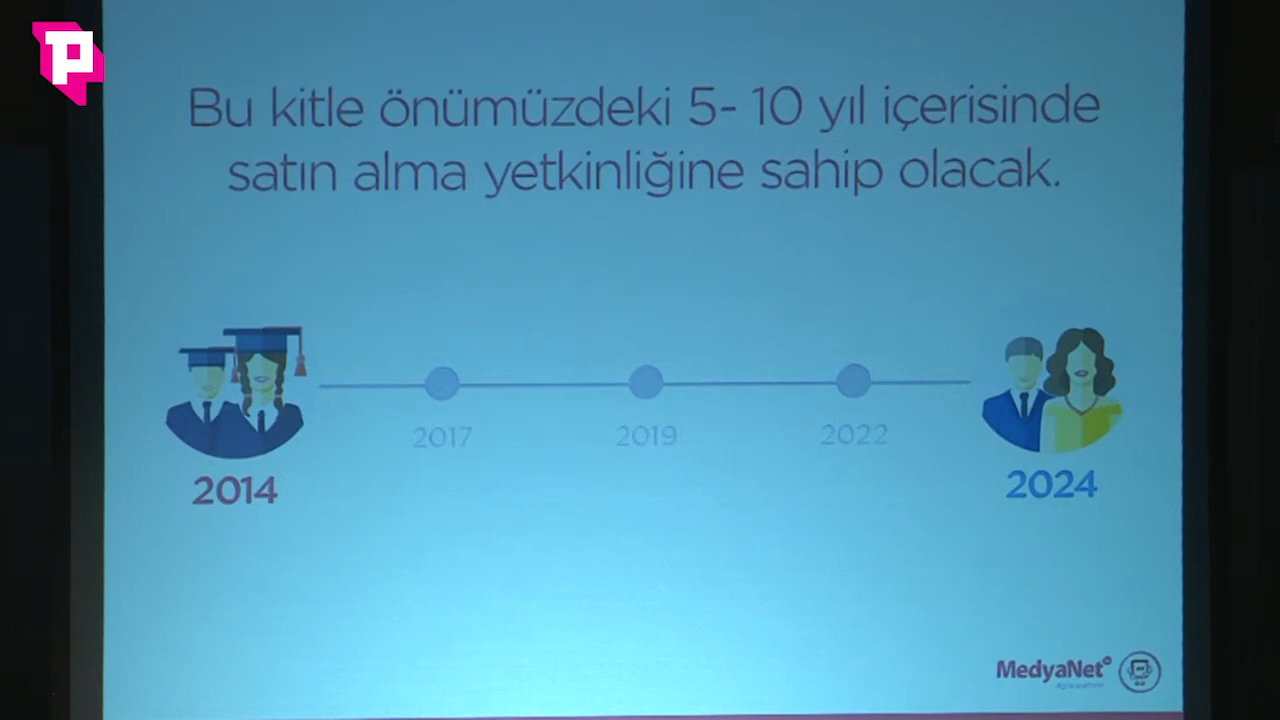 P
Bu kitle önümüzdeki 5- 10 yıl içerisinde
satın alma yetkinliğine sahip olacak.
2017
2019
2022
2014
2024
MedyaNet